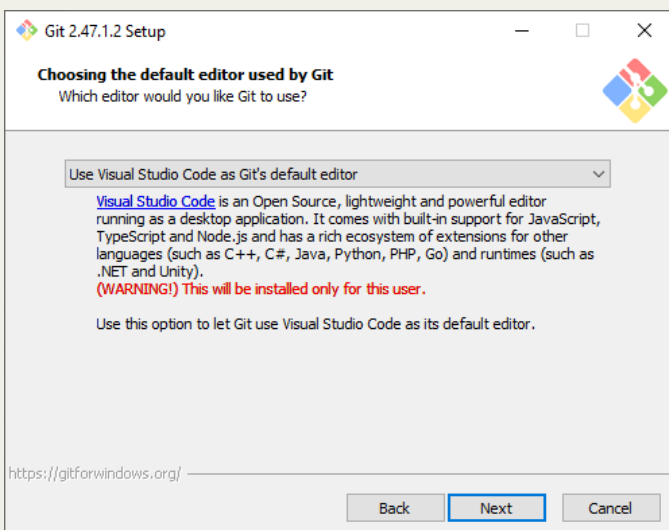 Git 2.47.1.2 Setup
Choosing the default editor used by Git
Which editor would you like Git to use?
Use Visual Studio Code as Git's default editor
Visual Studio Code is an Open Source, lightweight and powerful editor
running as a desktop application. It comes with built-in support for JavaScript,
TypeScript and Node.js and has a rich ecosystem of extensions for other
languages (such as C++, C#, Java, Python, PHP, Go) and runtimes (such as
.NET and Unity).
(WARNING!) This will be installed only for this user.
Use this option to let Git use Visual Studio Code as its default editor.
https://gitforwindows.org/
Back Next Cancel